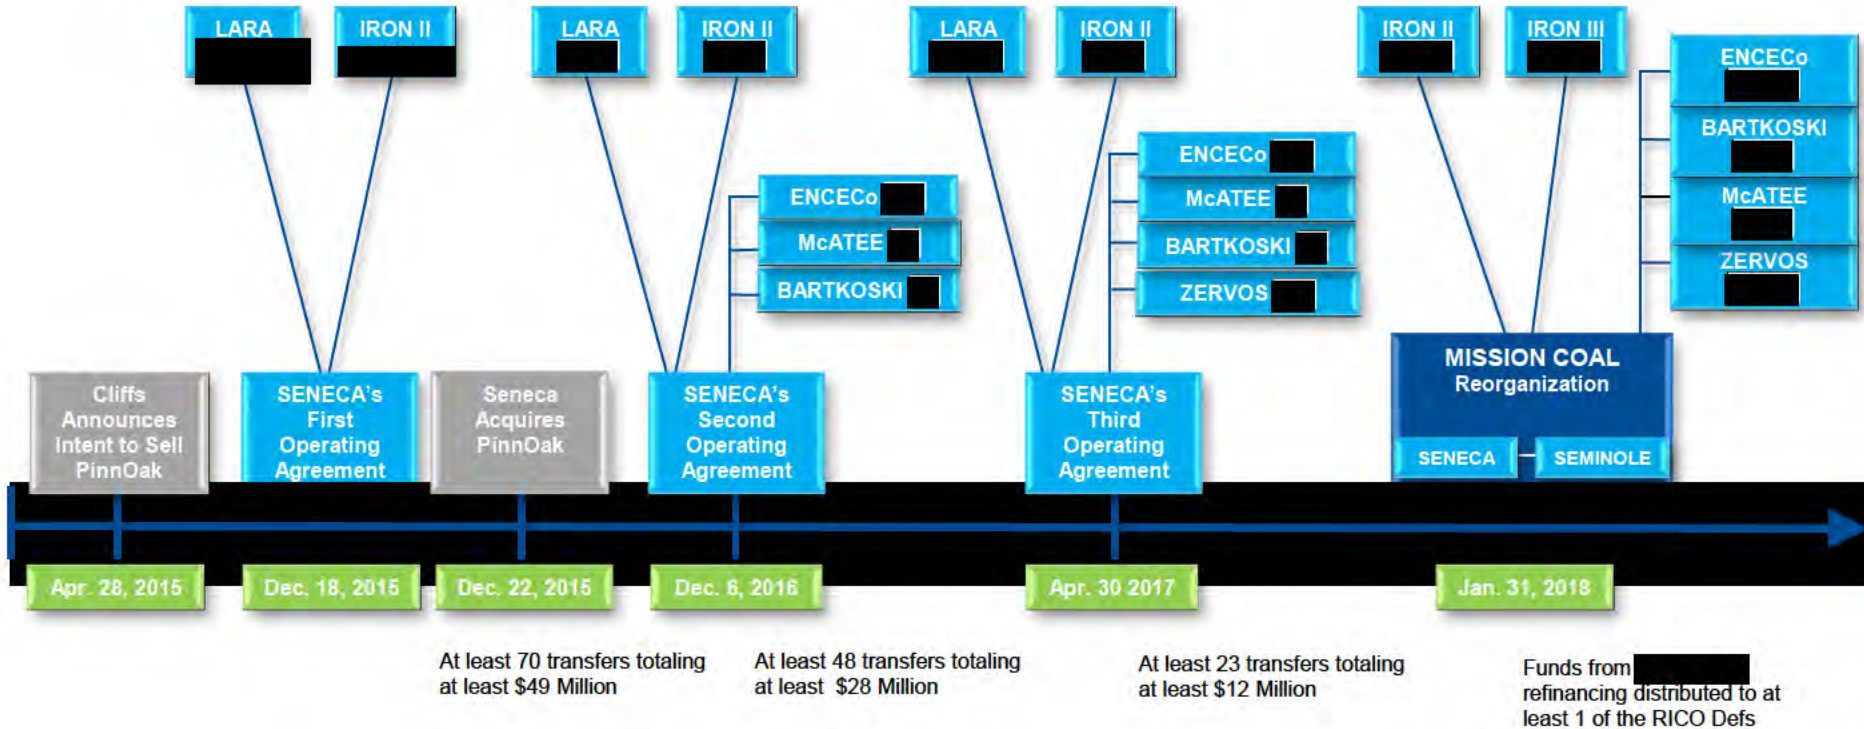 LARA
IRON II
LARA
IRON II
LARA
IRON II
IRON II
IRON III
ENCECo
BARTKOSKI
McATEE
ZERVOS
ENCECo
McATEE
BARTKOSKI
ZERVOS
ENCECo
McATEE
BARTKOSKI
Cliffs
Announces
Intent to Sell
PinnOak
SENECA's
First
Operating
Agreement
Seneca
Acquires
PinnOak
SENECA's
Second
Operating
Agreement
SENECA's
Third
Operating
Agreement
MISSION COAL
Reorganization
SENECA
SEMINOLE
Apr. 28, 2015
Dec. 18, 2015
Dec. 22, 2015
Dec. 6, 2016
Apr. 30 2017
Jan. 31, 2018
At least 70 transfers totaling
at least $49 Million
At least 48 transfers totaling
at least $28 Million
At least 23 transfers totaling
at least $12 Million
Funds from
refinancing distributed to at
least 1 of the RICO Defs